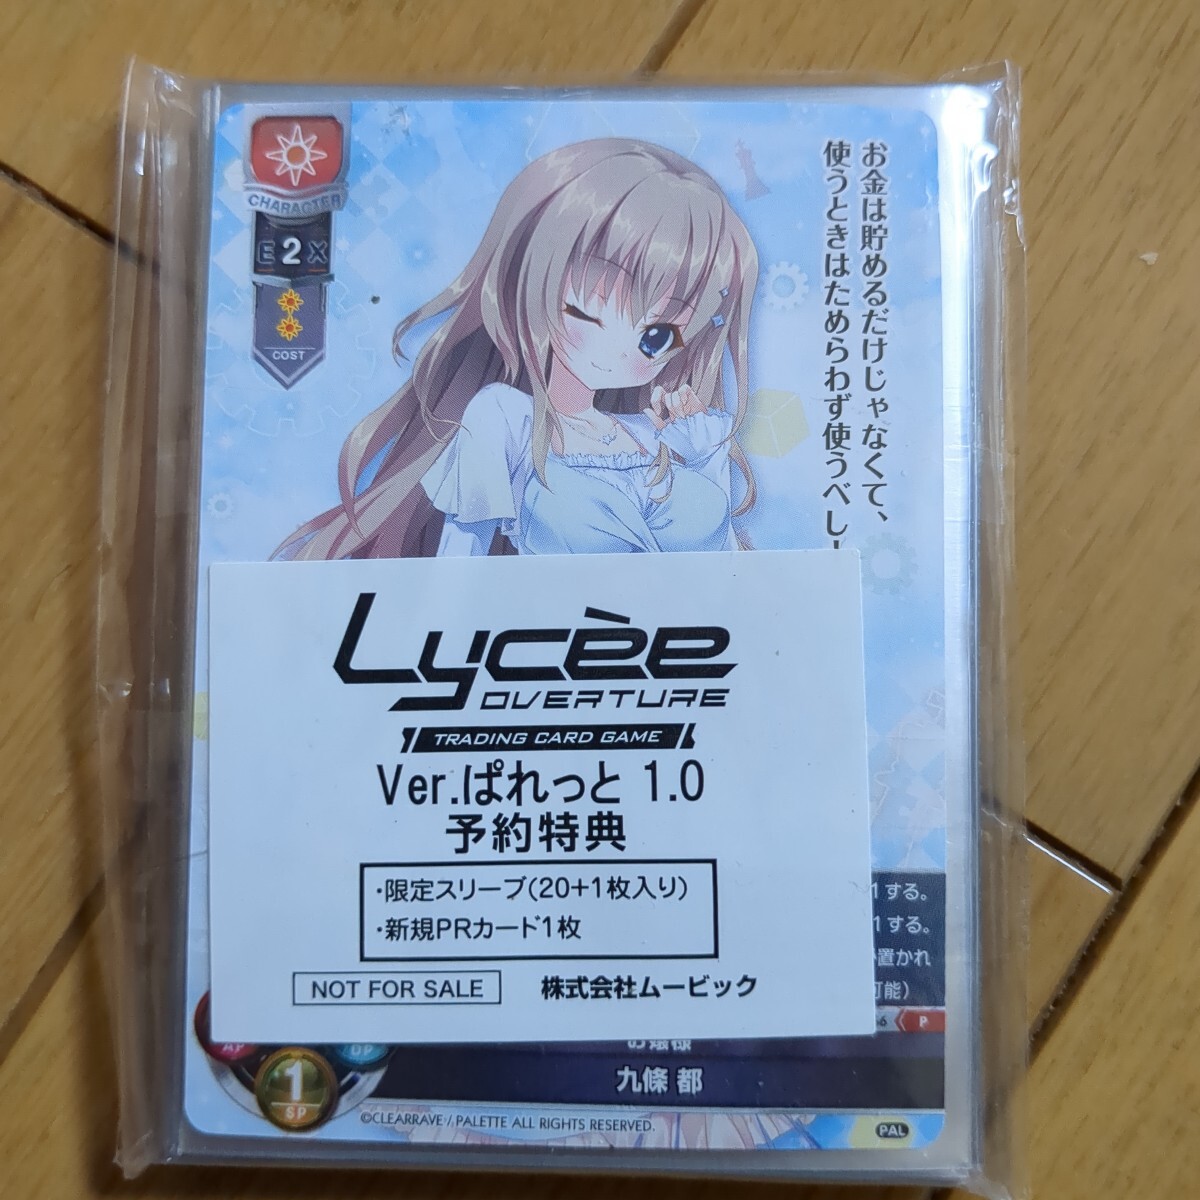 CHARACTER
E 2 X
COST
お金は貯めるだけじゃなくて、
使うときはためらわず使うべし!
Lycèe
OVERTURE
TRADING CARD GAME
Ver.ぱれっと 1.0
予約特典
・限定スリーブ(20+1枚入り)
・新規PRカード1枚
NOT FOR SALE 株式会社ムービック
1する。
1する。
置かれ
可能)
P
AP
DP
1
SP
お嬢様
九條 都
©CLEARRAVE / PALETTE ALL RIGHTS RESERVED.
PAL